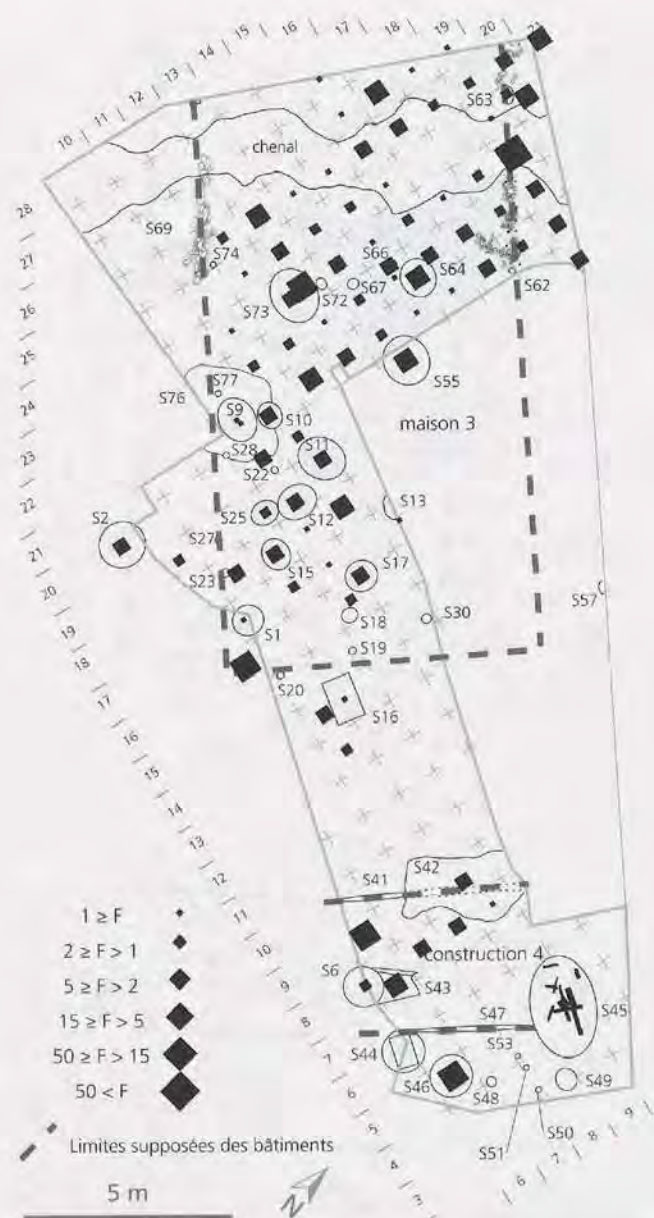 13 14 15 16 17 18 19 20 21
10 11 12
S63
chenal
28
27
26
25
24
23
22
21
20
19
18
17
16
15
14
13
12
11
10
9
8
7
6
5
4
3
S69
S74
S66
S64
S73
S72
S67
S62
S55
S77
S76
S9
S10
maison 3
S28
S11
S22
S2
S25
S12
S13
S27
S15
S17
S23
S57
S1
S18
S30
S19
S20
S16
S42
S41
construction 4
S6
S43
S45
S47
S53
S44
S46
S48
S49
S51
S50
6 7 8 9
1 ≥ F
2 ≥ F > 1
5 ≥ F > 2
15 ≥ F > 5
50 ≥ F > 15
50 < F
Limites supposées des bâtiments
5 m
N